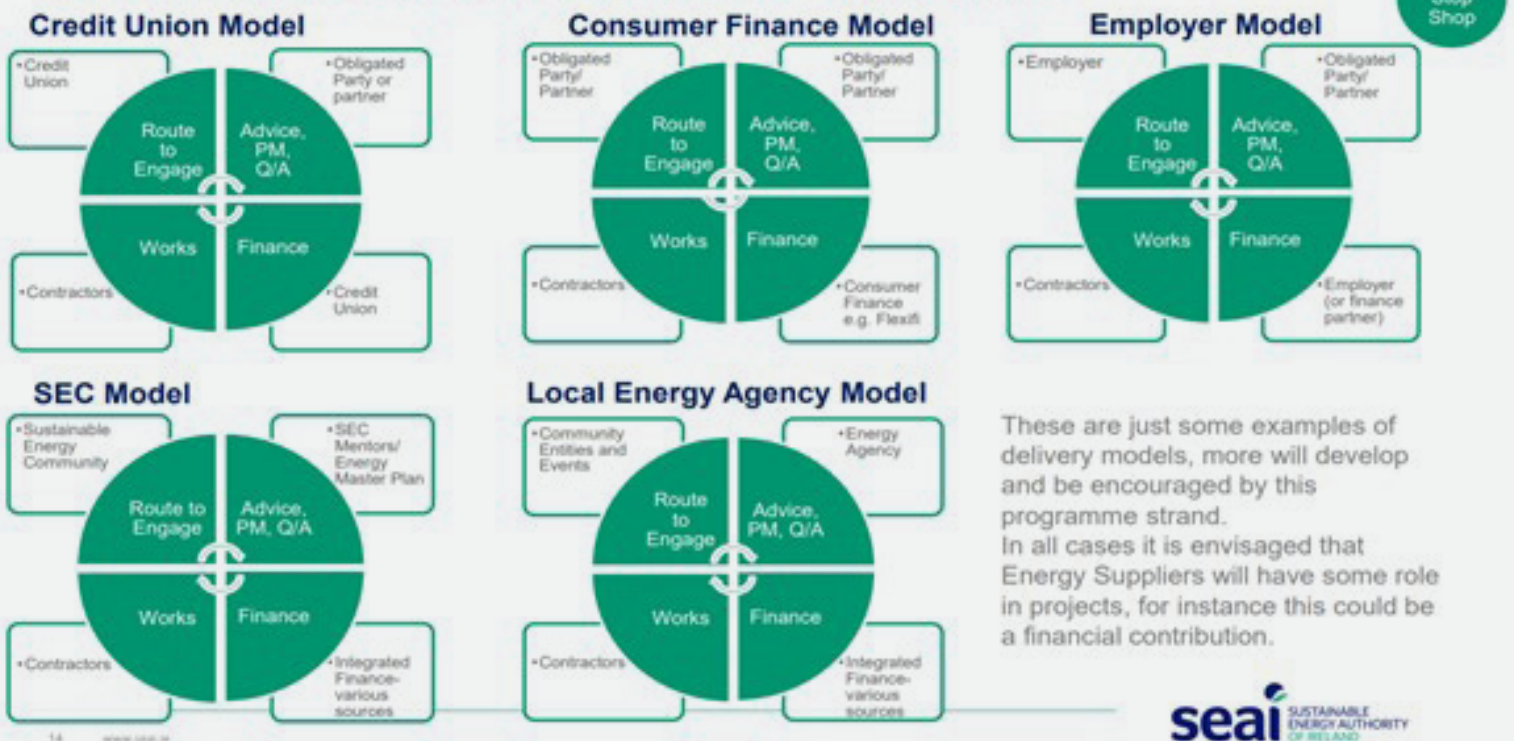 Stop
Shop
Credit Union Model
•Credit
Union
•Obligated
Party or
partner
Route
to
Engage
Advice,
PM,
Q/A
Works
Finance
•Contractors
•Credit
Union
Consumer Finance Model
•Obligated
Party/
Partner
•Obligated
Party/
Partner
Route
to
Engage
Advice,
PM,
Q/A
Works
Finance
•Contractors
•Consumer
Finance
e.g. Flexifi
Employer Model
•Employer
•Obligated
Party/
Partner
Route
to
Engage
Advice,
PM,
Q/A
Works
Finance
•Contractors
•Employer
(or finance
partner)
SEC Model
•Sustainable
Energy
Community
•SEC
Mentors/
Energy
Master Plan
Route to
Engage
Advice,
PM, Q/A
Works
Finance
•Contractors
•Integrated
Finance-
various
sources
Local Energy Agency Model
•Community
Entities and
Events
•Energy
Agency
Route
to
Engage
Advice,
PM, Q/A
Works
Finance
•Contractors
•Integrated
Finance-
various
sources
These are just some examples of
delivery models, more will develop
and be encouraged by this
programme strand.
In all cases it is envisaged that
Energy Suppliers will have some role
in projects, for instance this could be
a financial contribution.
14
seai
SUSTAINABLE
ENERGY AUTHORITY
OF IRELAND